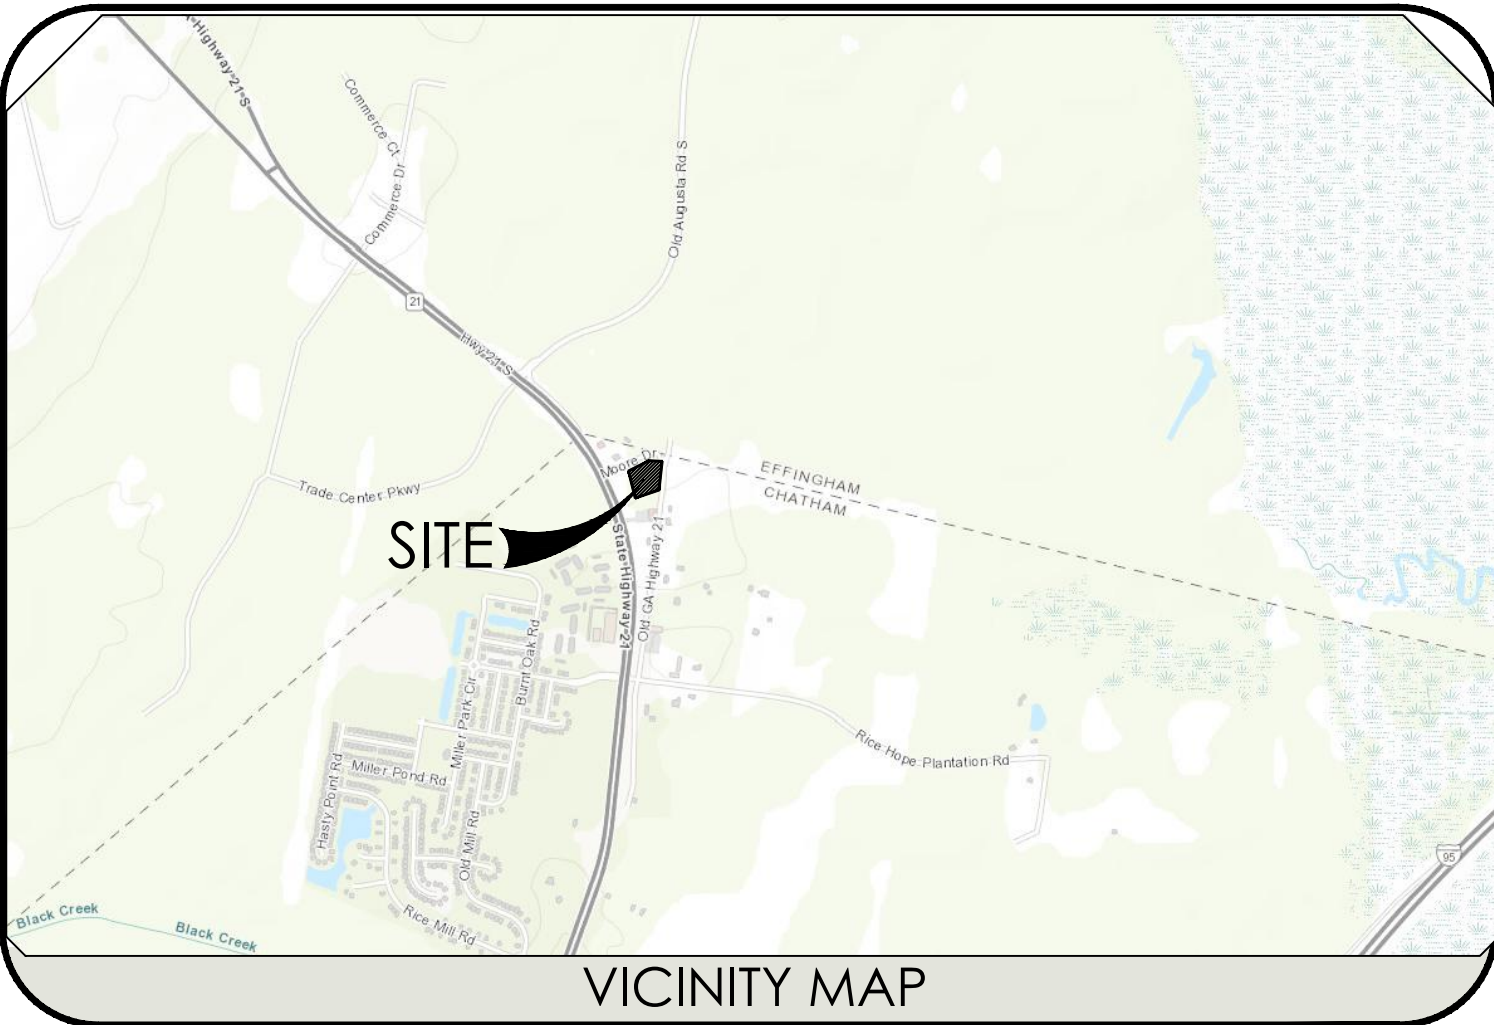 Highway 21 S
Commerce Ct
Commerce Dr
Old Augusta Rd S
21
Hwy 21 S
Moore Dr
EFFINGHAM
CHATHAM
Trade Center Pkwy
SITE
State Highway 21
Old GA Highway 21
Burnt Oak Rd
Miller Park Cir
Rice Hope Plantation Rd
Miller Pond Rd
Hasty Point Rd
Old Mill Rd
95
Rice Mill Rd
Black Creek
Black Creek
VICINITY MAP